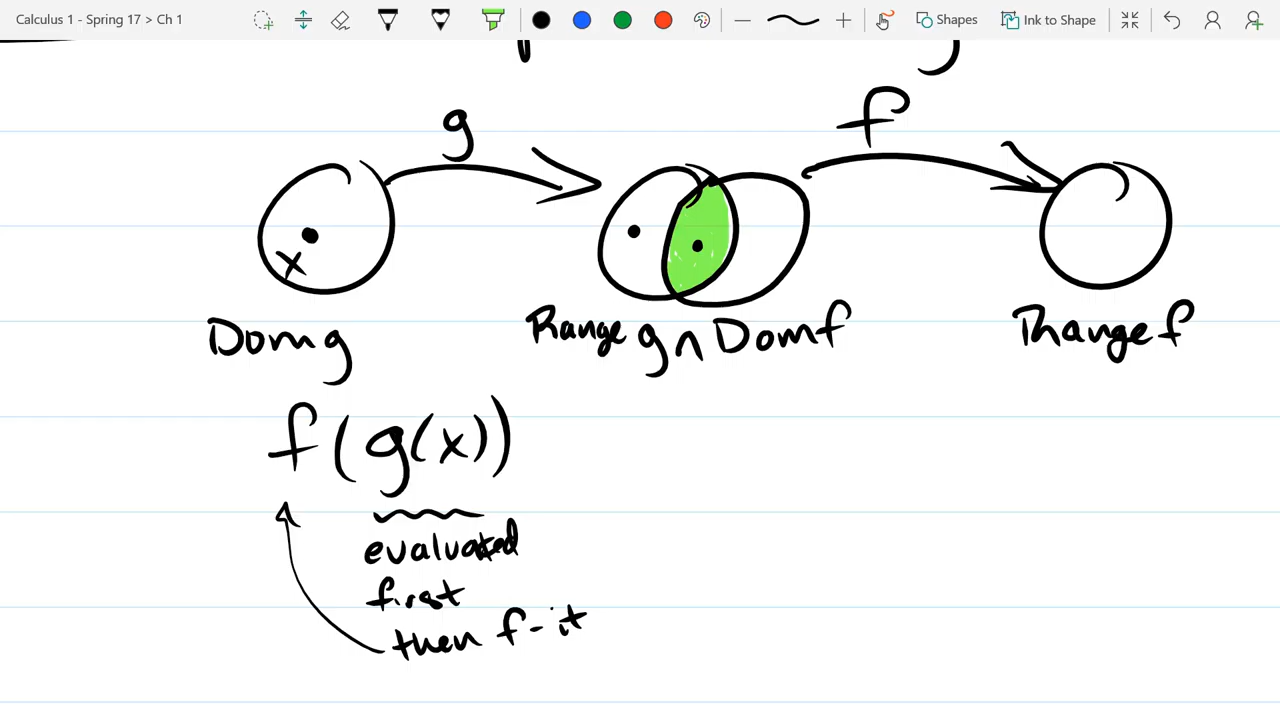 Calculus 1 - Spring 17 > Ch 1
Shapes
Ink to Shape
g
f
x
Dom g
Range g ∩ Dom f
Range f
f(g(x))
evaluated
first
then f-it